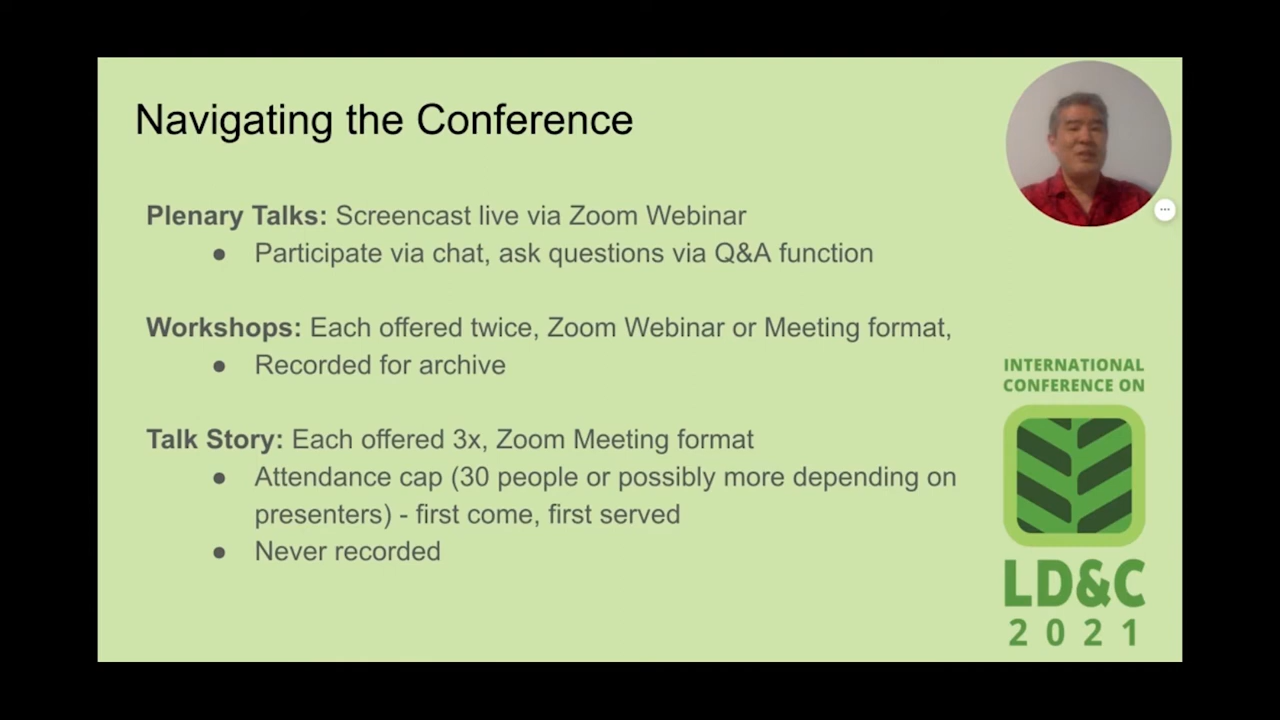 Navigating the Conference
Plenary Talks: Screencast live via Zoom Webinar
● Participate via chat, ask questions via Q&A function
Workshops: Each offered twice, Zoom Webinar or Meeting format,
● Recorded for archive
Talk Story: Each offered 3x, Zoom Meeting format
● Attendance cap (30 people or possibly more depending on
presenters) - first come, first served
● Never recorded
INTERNATIONAL
CONFERENCE ON
LD&C
2021